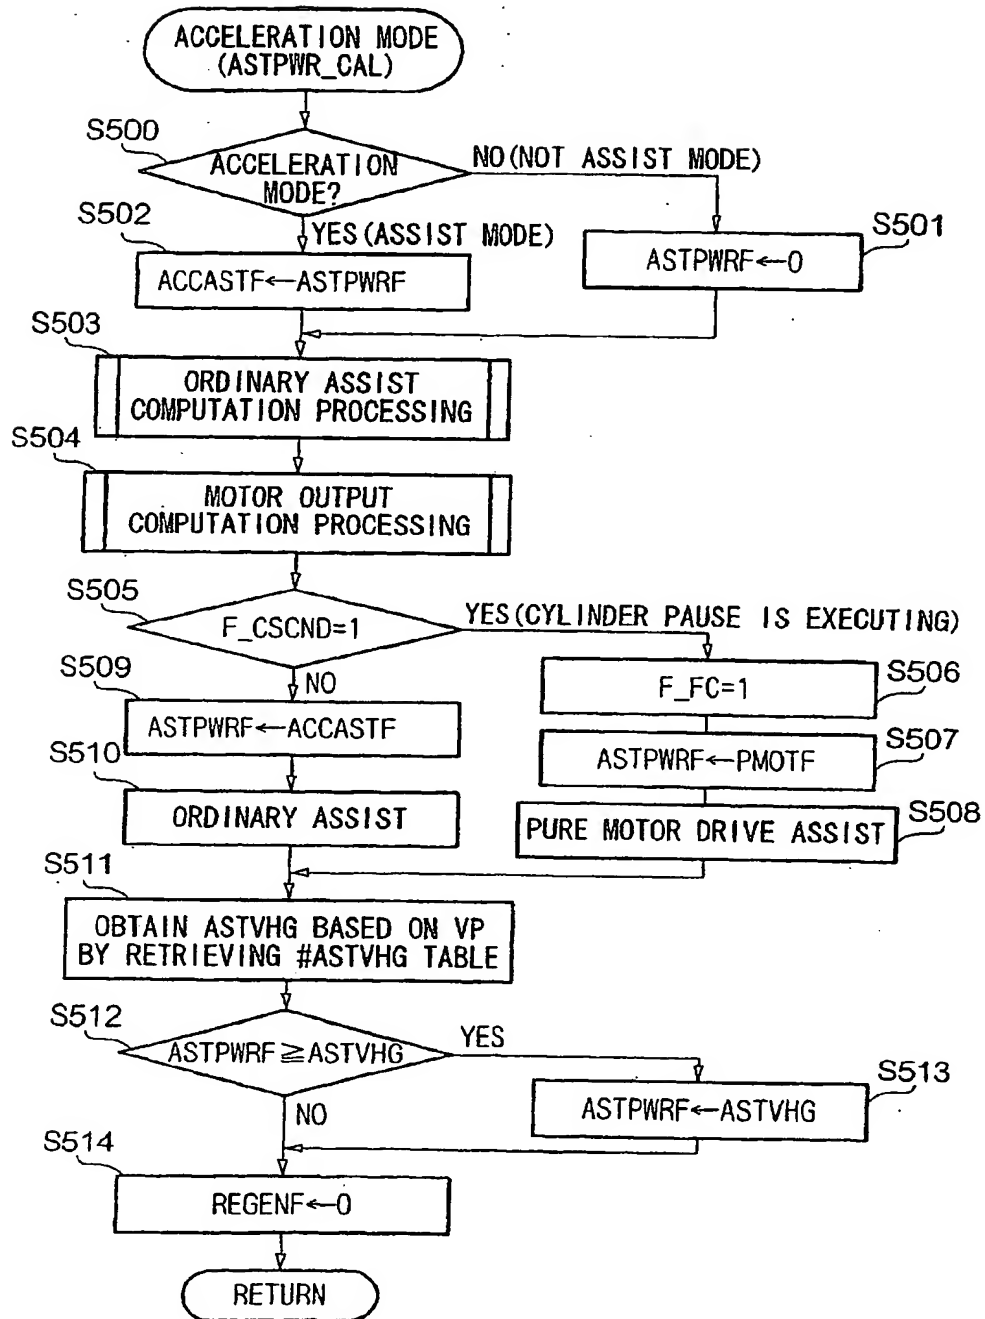 ACCELERATION MODE
(ASTPWR_CAL)
S500
ACCELERATION
MODE?
NO(NOT ASSIST MODE)
S502
YES(ASSIST MODE)
S501
ACCASTF←ASTPWRF
ASTPWRF←0
S503
ORDINARY ASSIST
COMPUTATION PROCESSING
S504
MOTOR OUTPUT
COMPUTATION PROCESSING
S505
F_CSCND=1
YES(CYLINDER PAUSE IS EXECUTING)
S509
NO
S506
F_FC=1
ASTPWRF←ACCASTF
S507
ASTPWRF←PMOTF
S510
ORDINARY ASSIST
S508
PURE MOTOR DRIVE ASSIST
S511
OBTAIN ASTVHG BASED ON VP
BY RETRIEVING #ASTVHG TABLE
S512
ASTPWRF≧ASTVHG
YES
S513
ASTPWRF←ASTVHG
NO
S514
REGENF←0
RETURN